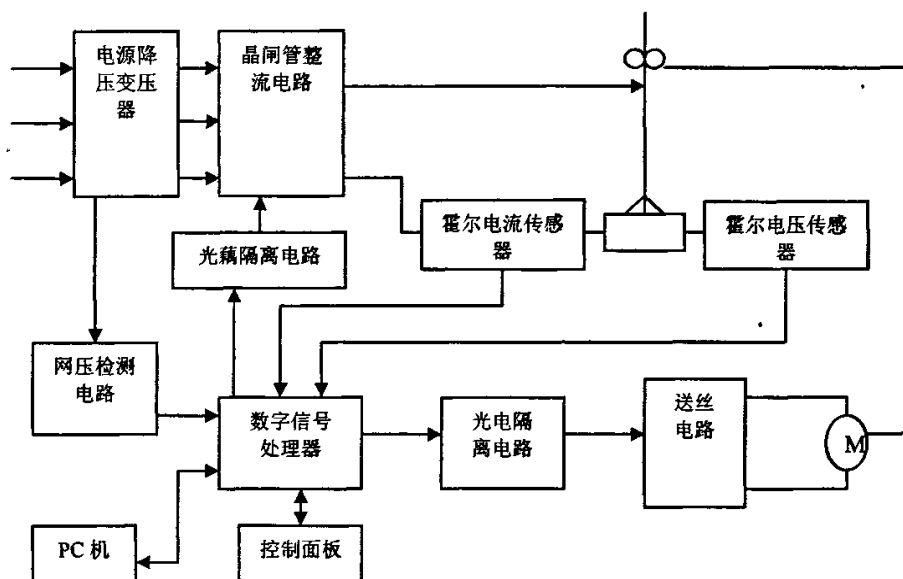 电源降
压变压
器
晶闸管整
流电路
光藕隔离电路
霍尔电流传感
器
霍尔电压传感
器
网压检测
电路
数字信号
处理器
光电隔
离电路
送丝
电路
M
PC 机
控制面板